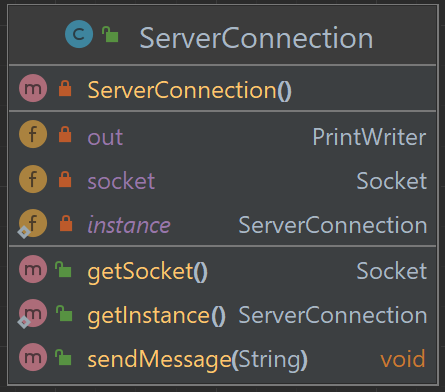 C ServerConnection
m ServerConnection()
f out PrintWriter
f socket Socket
f instance ServerConnection
m getSocket() Socket
m getInstance() ServerConnection
m sendMessage(String) void